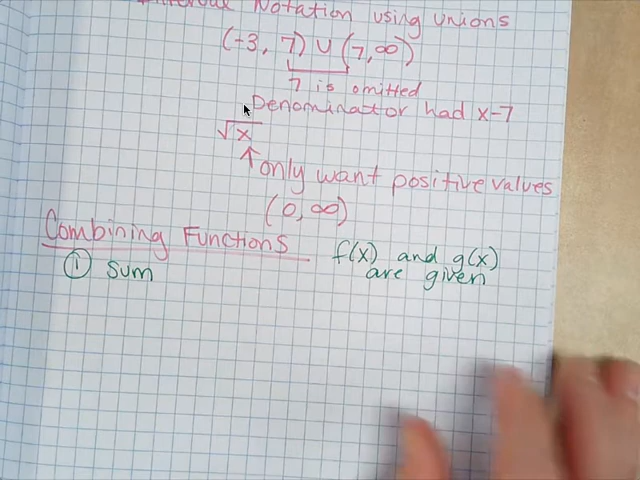 Interval Notation using unions
(-3, 7) ∪ (7, ∞)
7 is omitted
Denominator had x-7
√x
↑ only want positive values
(0, ∞)
Combining Functions
f(x) and g(x)
are given
① sum